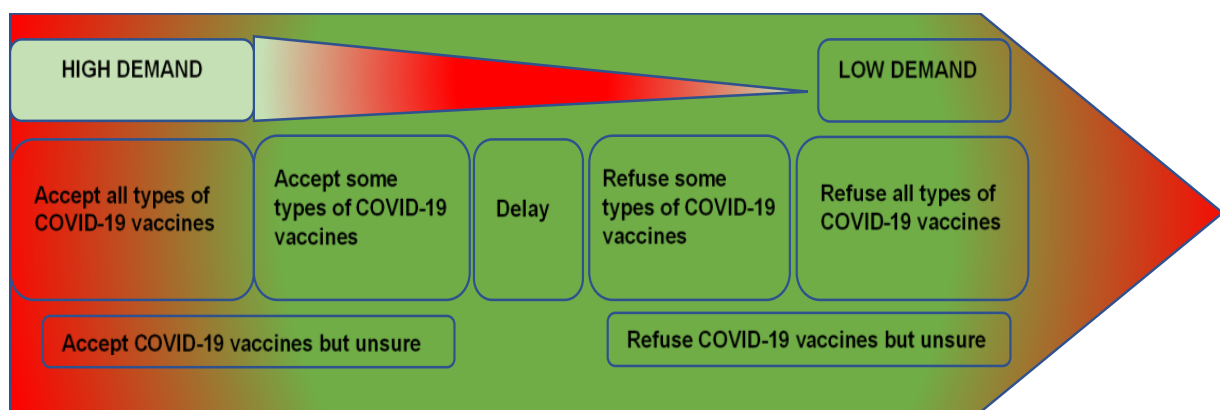 HIGH DEMAND
LOW DEMAND
Accept all types of
COVID-19 vaccines
Accept some
types of COVID-19
vaccines
Delay
Refuse some
types of COVID-19
vaccines
Refuse all types of
COVID-19 vaccines
Accept COVID-19 vaccines but unsure
Refuse COVID-19 vaccines but unsure